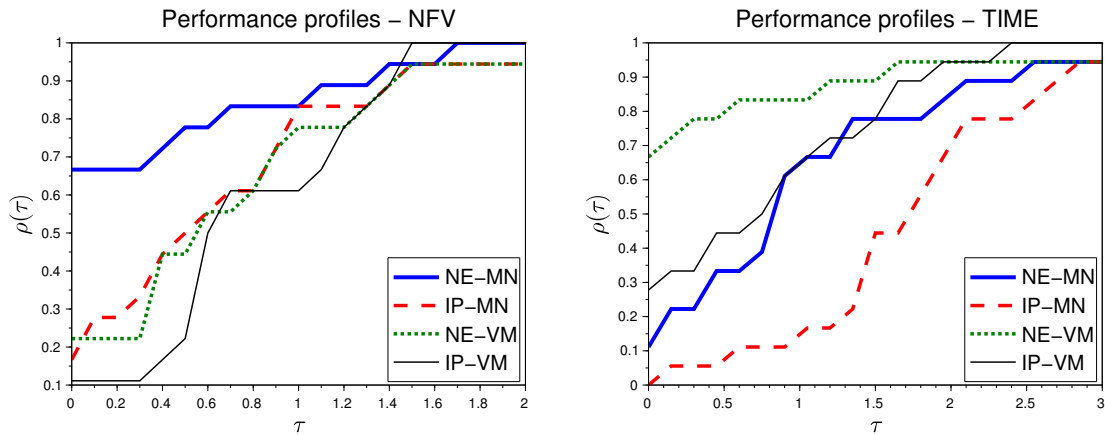 Performance profiles − NFV
1
0.9
0.8
0.7
0.6
0.5
0.4
0.3
0.2
0.1
ρ(τ)
0 0.2 0.4 0.6 0.8 1 1.2 1.4 1.6 1.8 2
τ
NE−MN
IP−MN
NE−VM
IP−VM
Performance profiles − TIME
1
0.9
0.8
0.7
0.6
0.5
0.4
0.3
0.2
0.1
0
ρ(τ)
0 0.5 1 1.5 2 2.5 3
τ
NE−MN
IP−MN
NE−VM
IP−VM